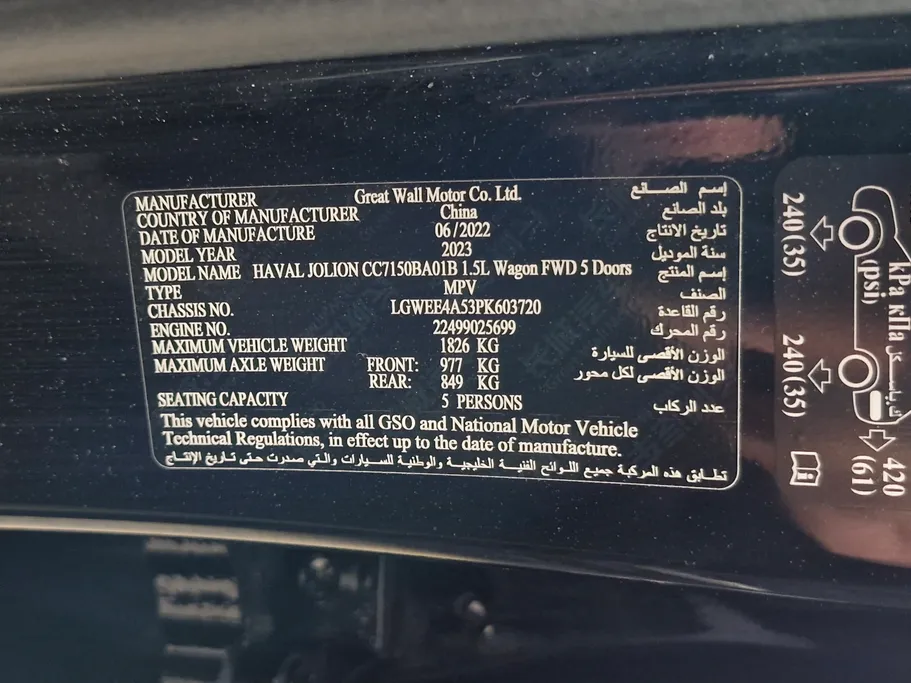 MANUFACTURER Great Wall Motor Co. Ltd. إسم الصانع
COUNTRY OF MANUFACTURER China بلد الصانع
DATE OF MANUFACTURE 06/2022 تاريخ الانتاج
MODEL YEAR 2023 سنة الموديل
MODEL NAME HAVAL JOLION CC7150BA01B 1.5L Wagon FWD 5 Doors إسم المنتج
TYPE MPV الصنف
CHASSIS NO. LGWEE4A53PK603720 رقم القاعدة
ENGINE NO. 22499025699 رقم المحرك
MAXIMUM VEHICLE WEIGHT 1826 KG الوزن الأقصى للسيارة
MAXIMUM AXLE WEIGHT FRONT: 977 KG الوزن الأقصى لكل محور
REAR: 849 KG
SEATING CAPACITY 5 PERSONS عدد الركاب
This vehicle complies with all GSO and National Motor Vehicle
Technical Regulations, in effect up to the date of manufacture.
تطابق هذه المركبة جميع اللوائح الفنية الخليجية والوطنية للسيارات والتي صدرت حتى تاريخ الإنتاج
kPa кПа
(psi)
240(35)
240(35)
420
(61)